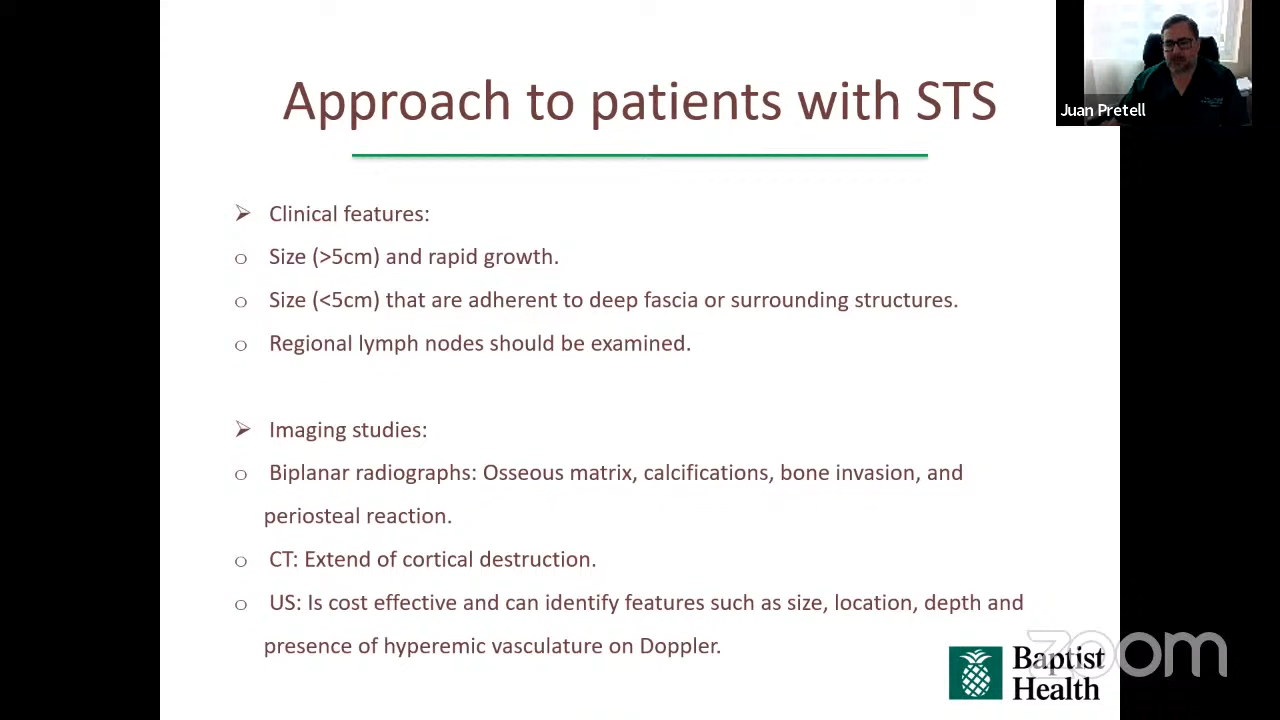 Approach to patients with STS
Juan Pretell
Clinical features:
Size (>5cm) and rapid growth.
Size (<5cm) that are adherent to deep fascia or surrounding structures.
Regional lymph nodes should be examined.
Imaging studies:
Biplanar radiographs: Osseous matrix, calcifications, bone invasion, and
periosteal reaction.
CT: Extend of cortical destruction.
US: Is cost effective and can identify features such as size, location, depth and
presence of hyperemic vasculature on Doppler.
Baptist
Health
zoom